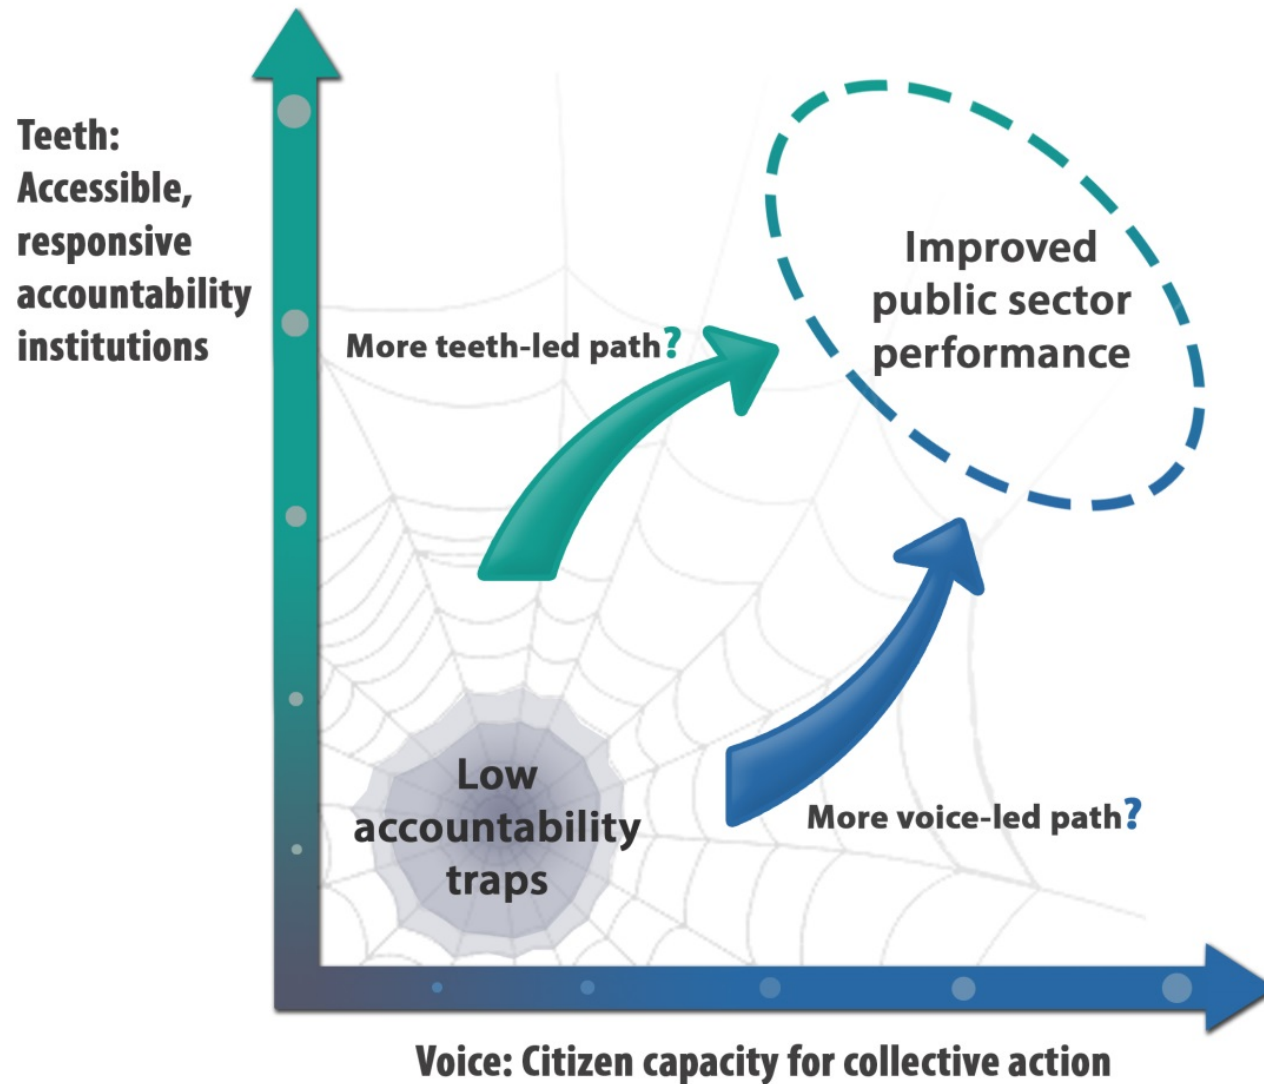 Teeth:
Accessible,
responsive
accountability
institutions
More teeth-led path?
Improved
public sector
performance
Low
accountability
traps
More voice-led path?
Voice: Citizen capacity for collective action